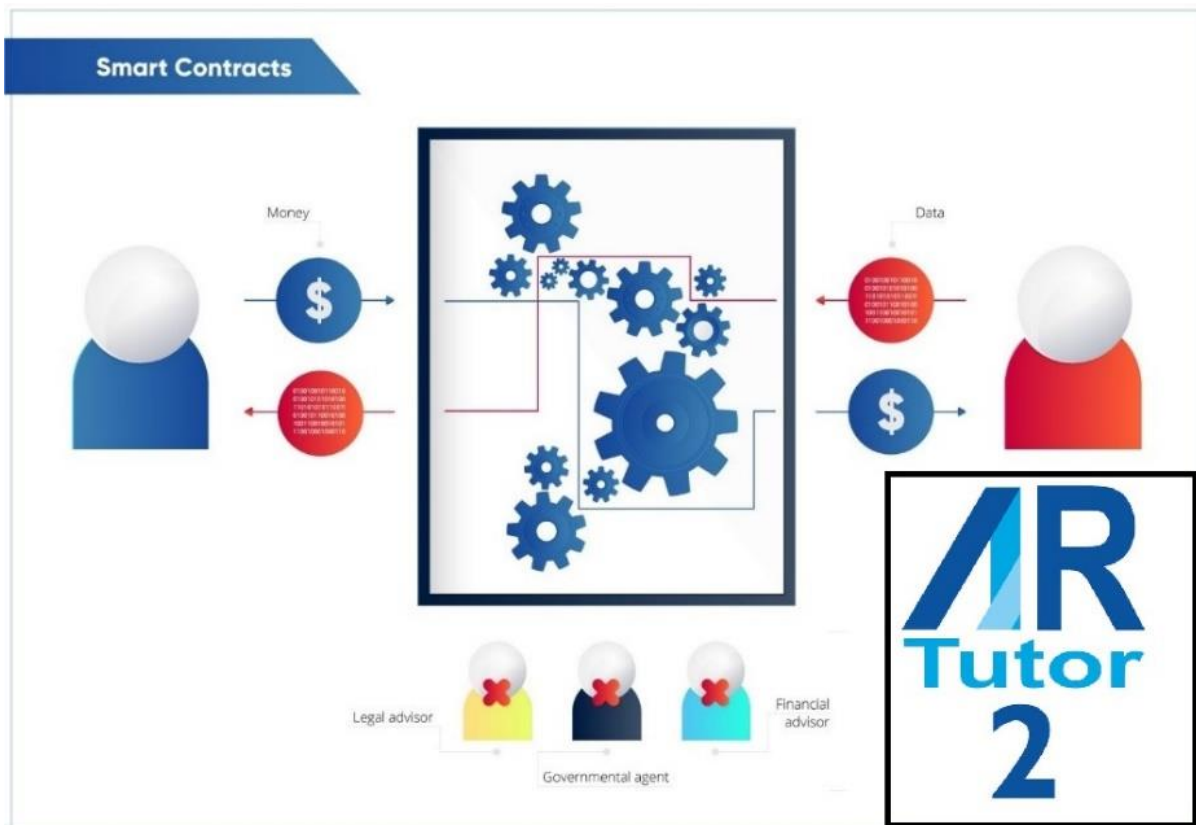 Smart Contracts
Money
Data
$
$
Legal advisor
Financial
advisor
Governmental agent
AR
Tutor
2